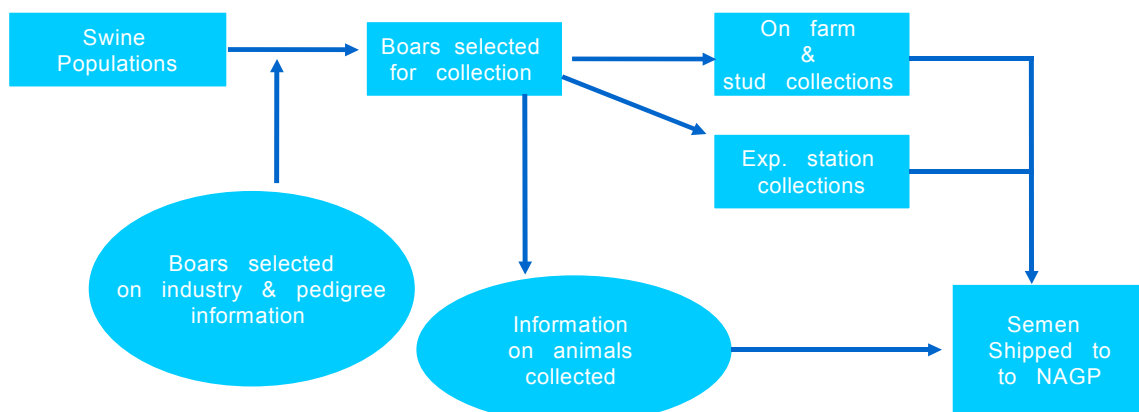 Swine
Populations
Boars selected
for collection
On farm
&
stud collections
Exp. station
collections
Boars selected
on industry & pedigree
information
Information
on animals
collected
Semen
Shipped to
to NAGP